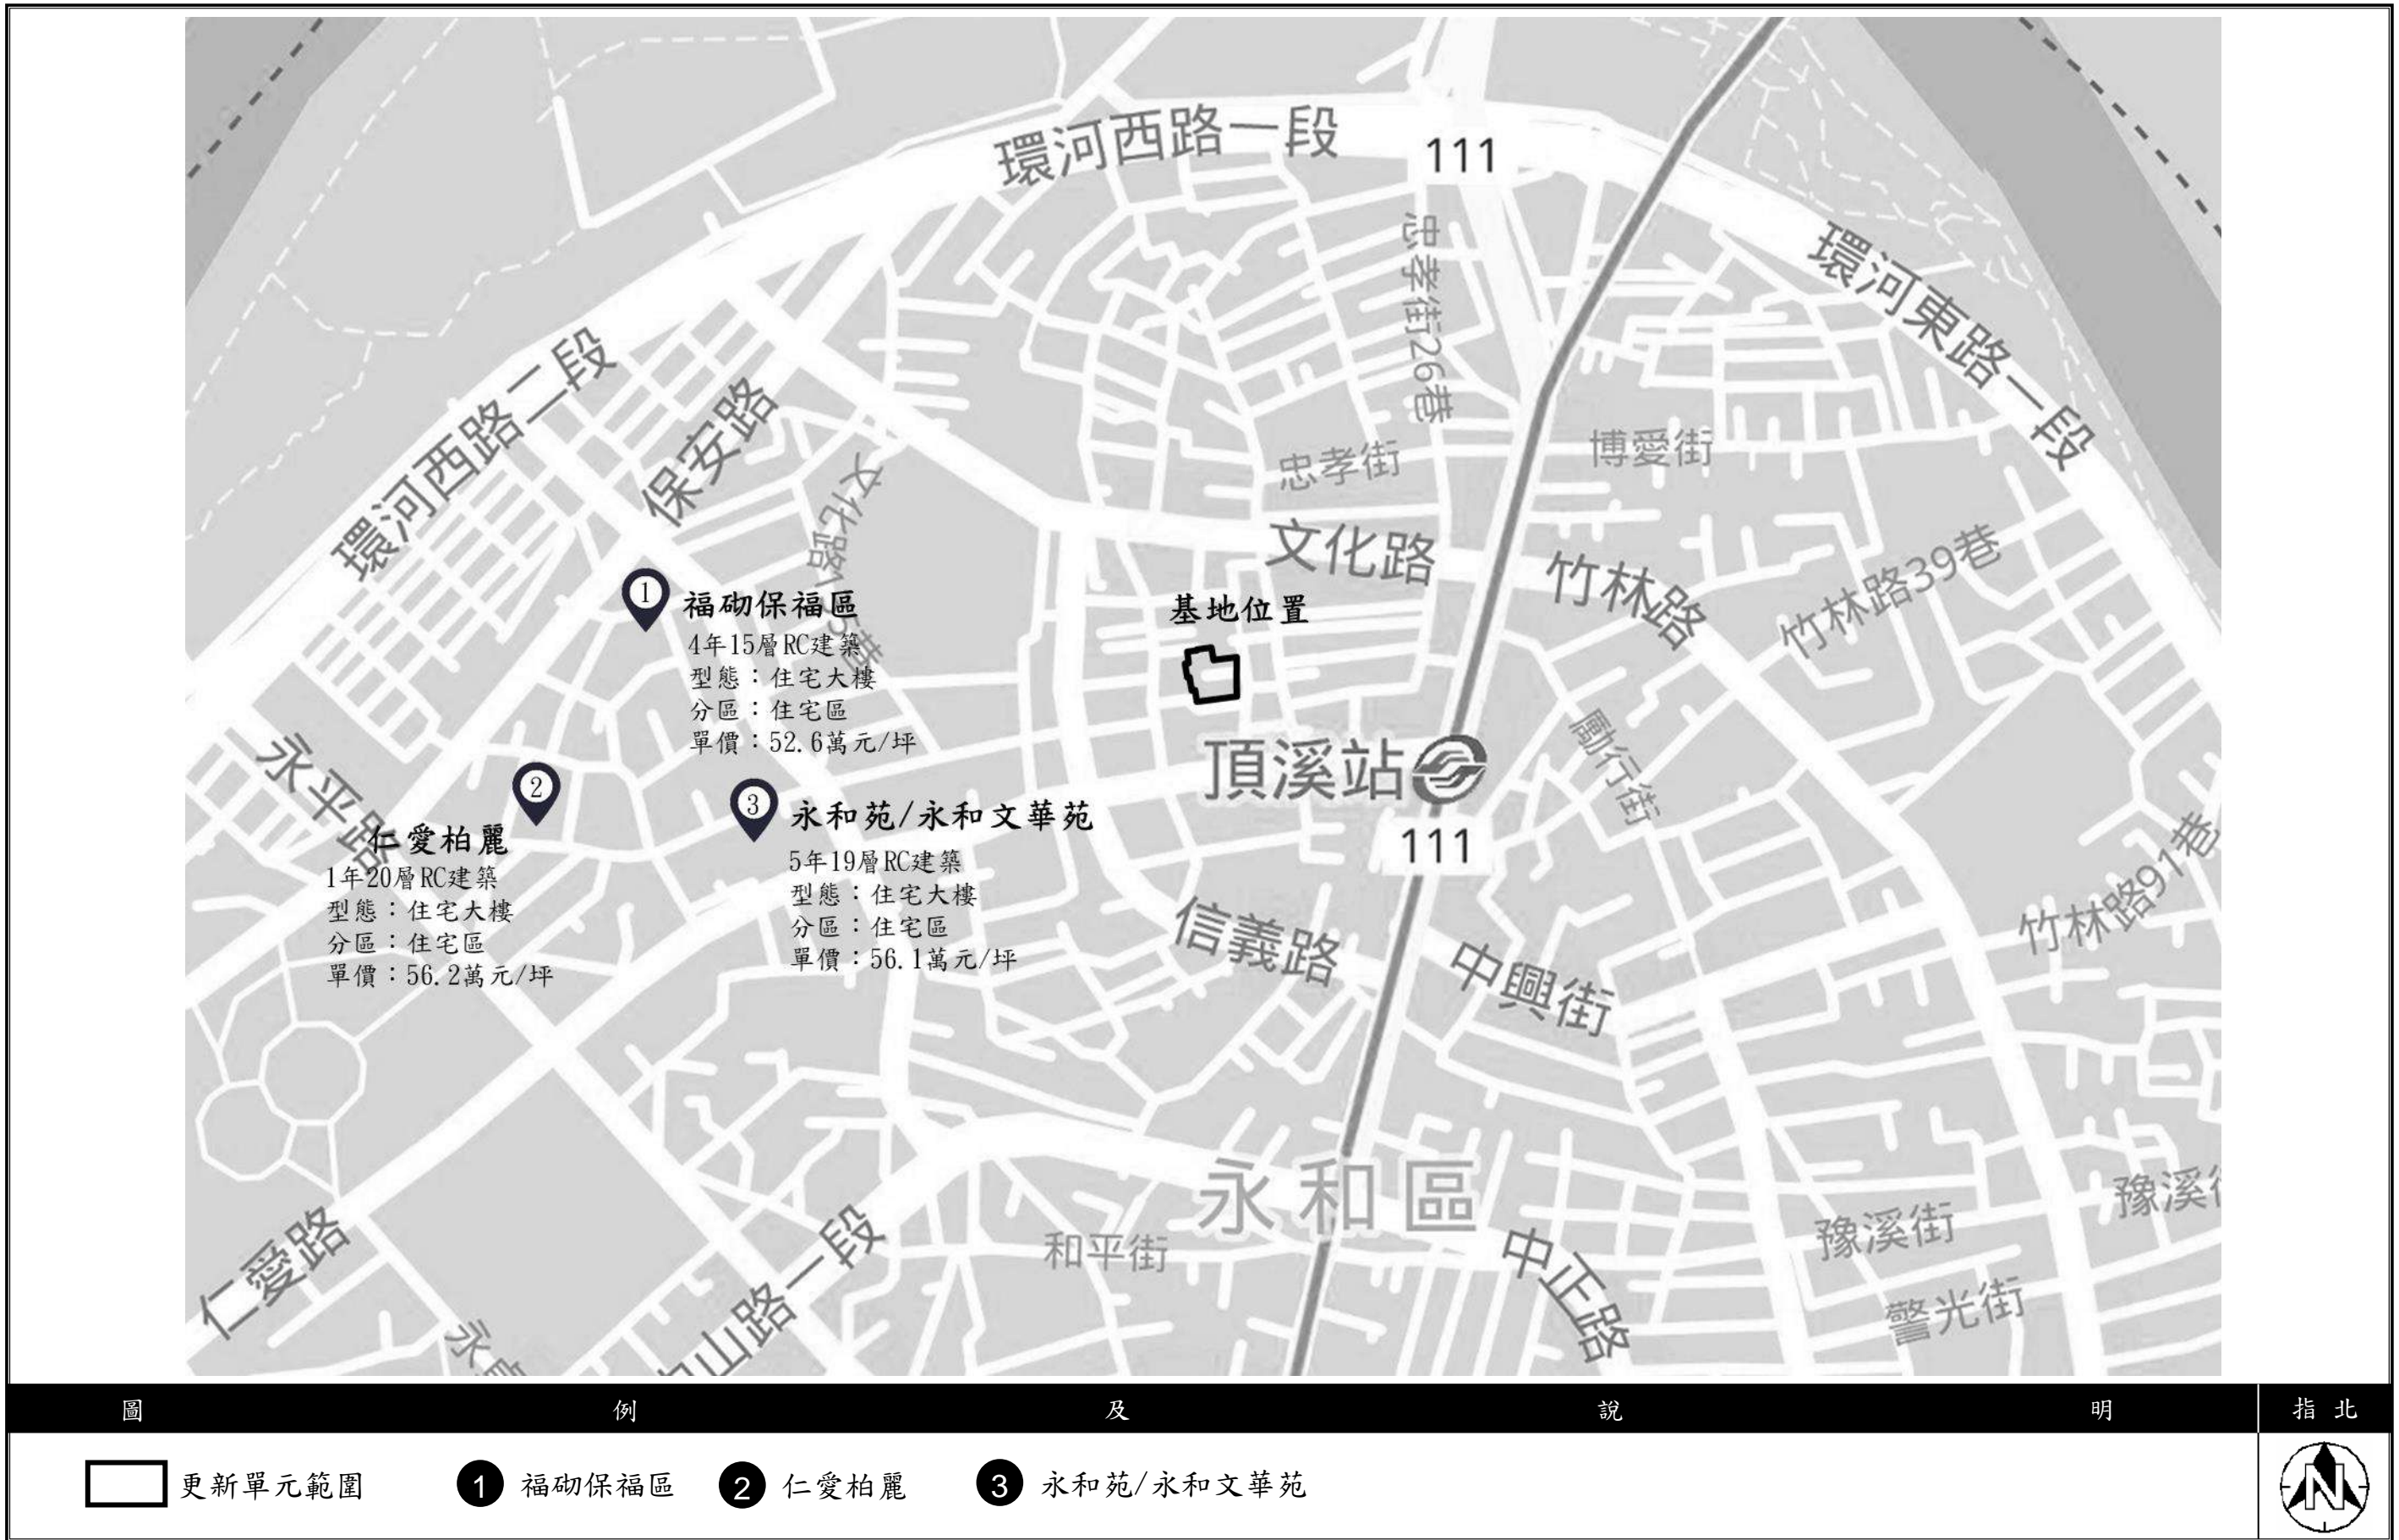 環河西路一段
111
環河東路一段
忠孝街26巷
環河西路二段
保安路
忠孝街
博愛街
文化路
竹林路
竹林路39巷
基地位置
1
福砌保福區
4年15層RC建築
型態：住宅大樓
分區：住宅區
單價：52.6萬元/坪
頂溪站
勵行街
111
永平路
2
仁愛柏麗
1年20層RC建築
型態：住宅大樓
分區：住宅區
單價：56.2萬元/坪
3
永和苑/永和文華苑
5年19層RC建築
型態：住宅大樓
分區：住宅區
單價：56.1萬元/坪
信義路
中興街
竹林路91巷
永和區
仁愛路
山路一段
和平街
中正路
豫溪街
豫溪
警光街
永
圖例及說明
指北
更新單元範圍
1 福砌保福區
2 仁愛柏麗
3 永和苑/永和文華苑
N